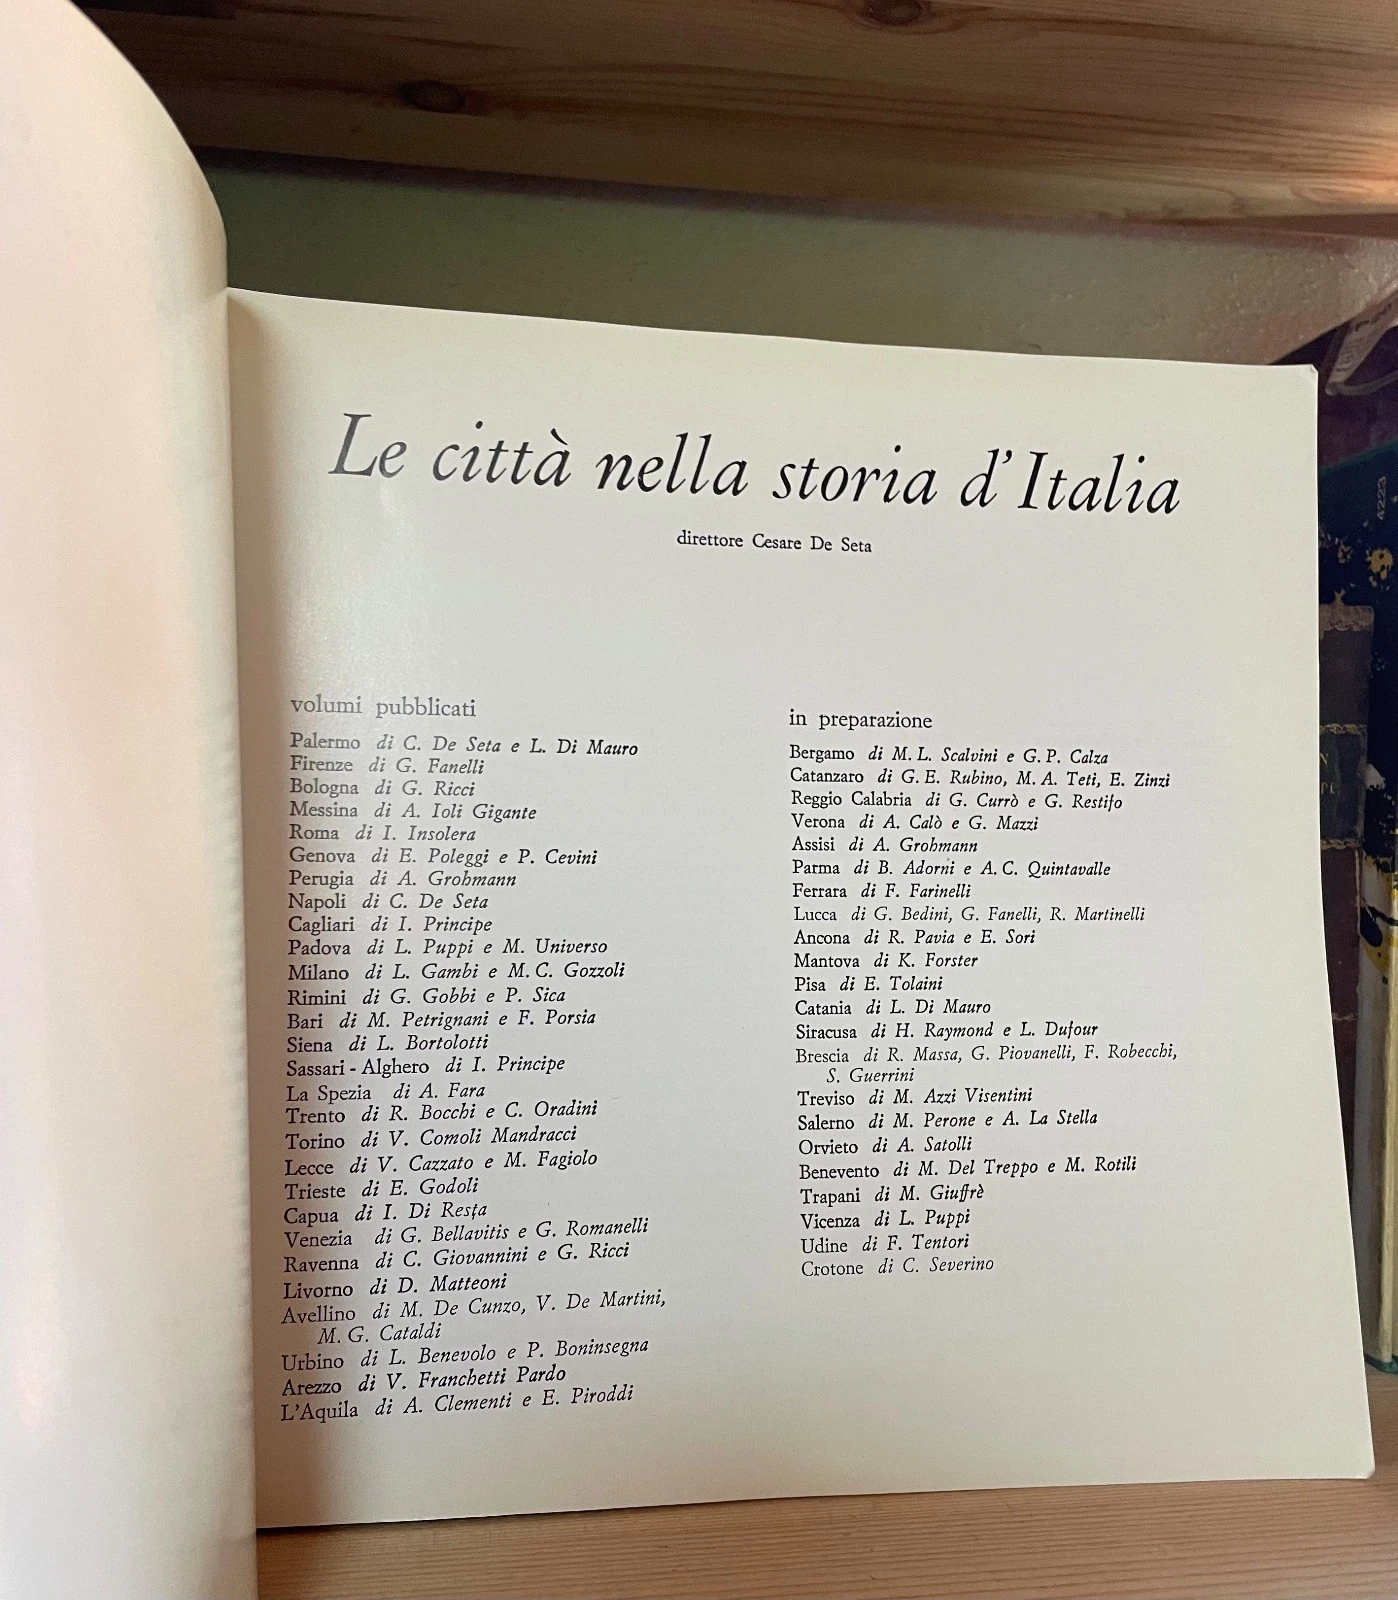 Le città nella storia d'Italia
direttore Cesare De Seta
volumi pubblicati
Palermo di C. De Seta e L. Di Mauro
Firenze di G. Fanelli
Bologna di G. Ricci
Messina di A. Ioli Gigante
Roma di I. Insolera
Genova di E. Poleggi e P. Cevini
Perugia di A. Grohmann
Napoli di C. De Seta
Cagliari di I. Principe
Padova di L. Puppi e M. Universo
Milano di L. Gambi e M. C. Gozzoli
Rimini di G. Gobbi e P. Sica
Bari di M. Petrignani e F. Porsia
Siena di L. Bortolotti
Sassari - Alghero di I. Principe
La Spezia di A. Fara
Trento di R. Bocchi e C. Oradini
Torino di V. Comoli Mandracci
Lecce di V. Cazzato e M. Fagiolo
Trieste di E. Godoli
Capua di I. Di Resta
Venezia di G. Bellavitis e G. Romanelli
Ravenna di C. Giovannini e G. Ricci
Livorno di D. Matteoni
Avellino di M. De Cunzo, V. De Martini,
M. G. Cataldi
Urbino di L. Benevolo e P. Boninsegna
Arezzo di V. Franchetti Pardo
L'Aquila di A. Clementi e E. Piroddi
in preparazione
Bergamo di M. L. Scalvini e G. P. Calza
Catanzaro di G. E. Rubino, M. A. Teti, E. Zinzi
Reggio Calabria di G. Currò e G. Restifo
Verona di A. Calò e G. Mazzi
Assisi di A. Grohmann
Parma di B. Adorni e A. C. Quintavalle
Ferrara di F. Farinelli
Lucca di G. Bedini, G. Fanelli, R. Martinelli
Ancona di R. Pavia e E. Sori
Mantova di K. Forster
Pisa di E. Tolaini
Catania di L. Di Mauro
Siracusa di H. Raymond e L. Dufour
Brescia di R. Massa, G. Piovanelli, F. Robecchi,
S. Guerrini
Treviso di M. Azzi Visentini
Salerno di M. Perone e A. La Stella
Orvieto di A. Satolli
Benevento di M. Del Treppo e M. Rotili
Trapani di M. Giuffrè
Vicenza di L. Puppi
Udine di F. Tentori
Crotone di C. Severino
4223